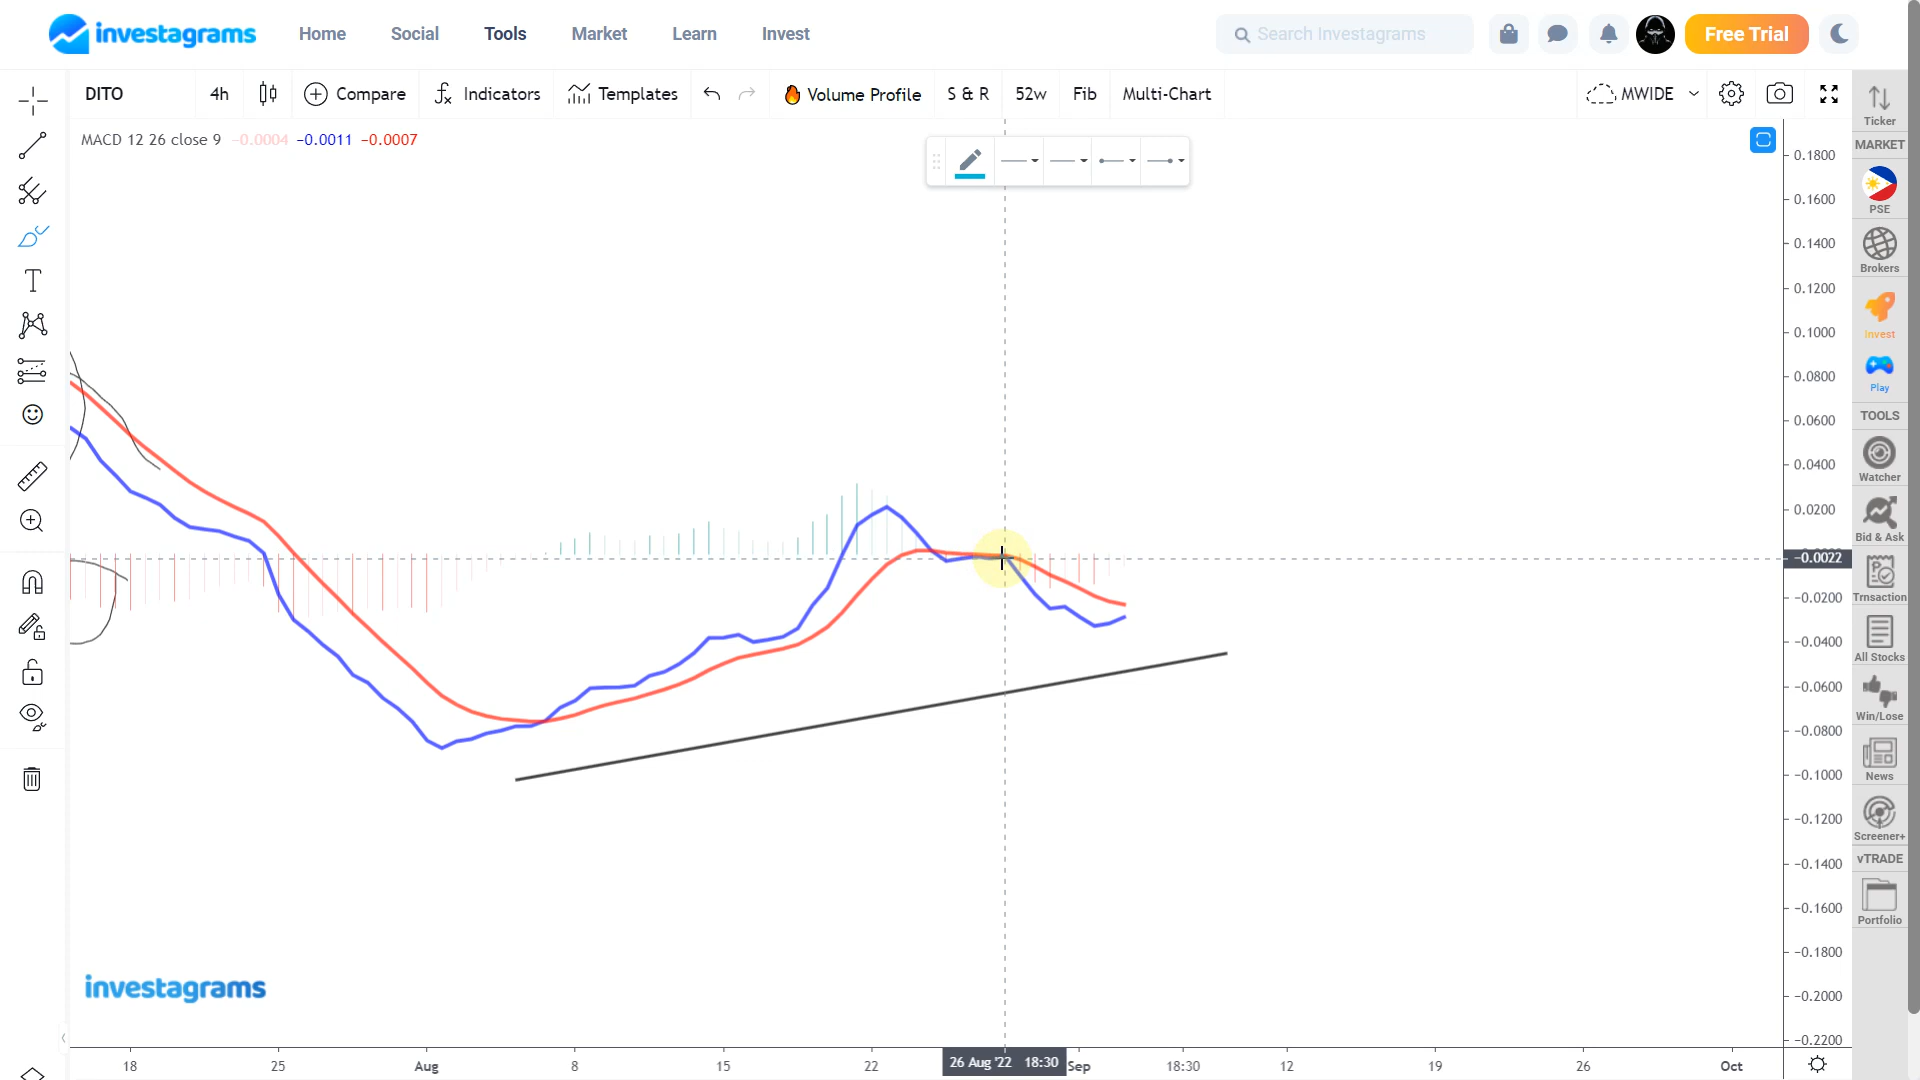 investagrams
Home
Social
Tools
Market
Learn
Invest
Search Investagrams
Free Trial
DITO
4h
Compare
Indicators
Templates
Volume Profile
S & R
52w
Fib
Multi-Chart
MWIDE
MACD 12 26 close 9 −0.0004 −0.0011 −0.0007
0.1800
0.1600
0.1400
0.1200
0.1000
0.0800
0.0600
0.0400
0.0200
−0.0022
−0.0200
−0.0400
−0.0600
−0.0800
−0.1000
−0.1200
−0.1400
−0.1600
−0.1800
−0.2000
−0.2200
Ticker
MARKET
PSE
Brokers
Invest
Play
TOOLS
Watcher
Bid & Ask
Trnsaction
All Stocks
Win/Lose
News
Screener+
vTRADE
Portfolio
investagrams
18
25
Aug
8
15
22
26 Aug '22 18:30
Sep
18:30
12
19
26
Oct